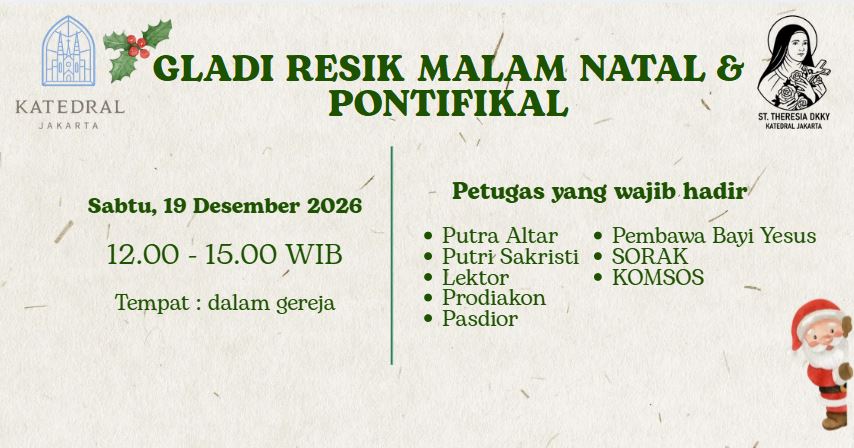 KATEDRAL
JAKARTA
GLADI RESIK MALAM NATAL &
PONTIFIKAL
ST. THERESIA DKKY
KATEDRAL JAKARTA
Sabtu, 19 Desember 2026
12.00 - 15.00 WIB
Tempat : dalam gereja
Petugas yang wajib hadir
• Putra Altar
• Putri Sakristi
• Lektor
• Prodiakon
• Pasdior
• Pembawa Bayi Yesus
• SORAK
• KOMSOS